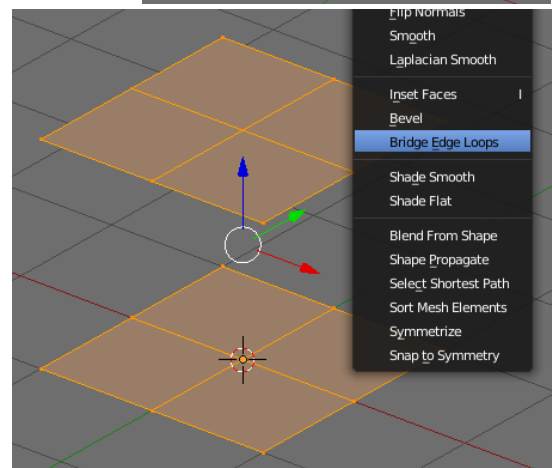 Flip Normals
Smooth
Laplacian Smooth
Inset Faces I
Bevel
Bridge Edge Loops
Shade Smooth
Shade Flat
Blend From Shape
Shape Propagate
Select Shortest Path
Sort Mesh Elements
Symmetrize
Snap to Symmetry